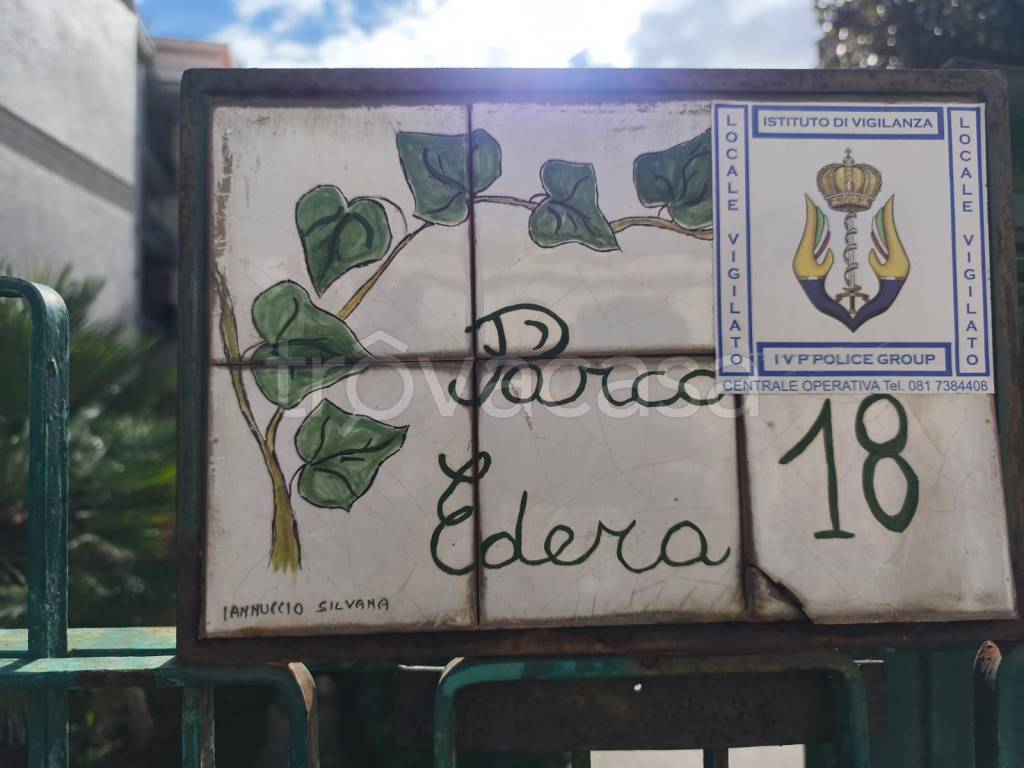 Parco
Edera
18
IANNUCCIO SILVANA
ISTITUTO DI VIGILANZA
LOCALE VIGILATO
LOCALE VIGILATO
I V P POLICE GROUP
CENTRALE OPERATIVA Tel. 081 7384408
trovacasa